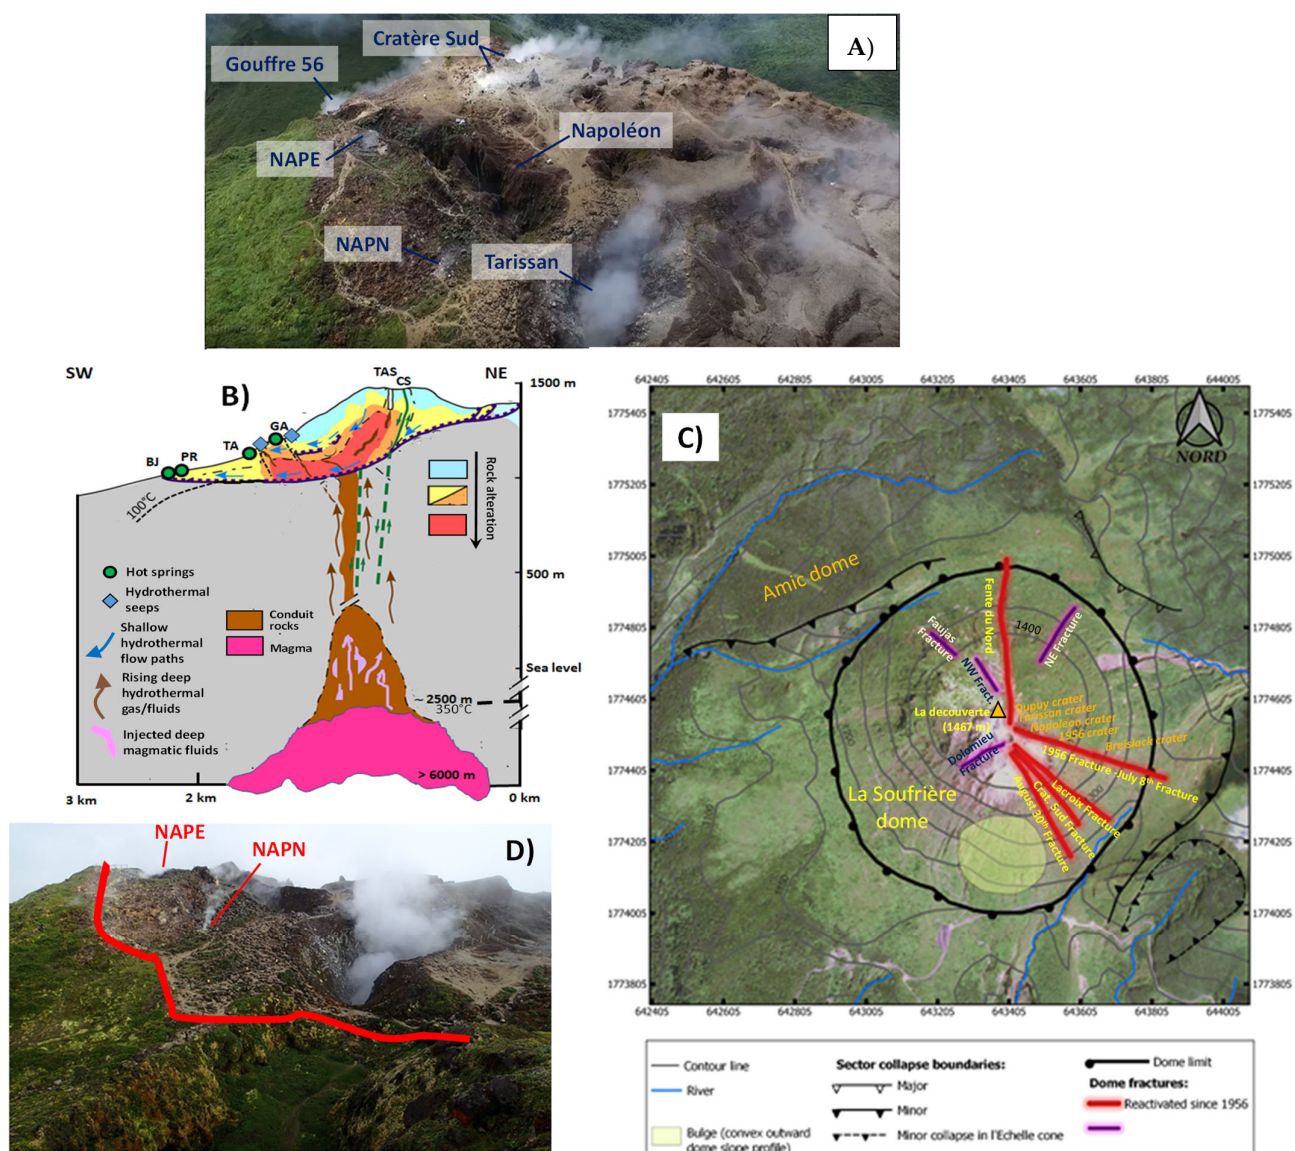 A)
Cratère Sud
Gouffre 56
Napoléon
NAPE
NAPN
Tarissan
SW
NE
B)
TAS
CS
1500 m
GA
TA
PR
BJ
100°C
Rock alteration
500 m
Hot springs
Hydrothermal
seeps
Shallow
hydrothermal
flow paths
Rising deep
hydrothermal
gas/fluids
Injected deep
magmatic fluids
Conduit
rocks
Magma
Sea level
~ 2500 m
350°C
> 6000 m
3 km
2 km
0 km
C)
642405
642805
643205
643405
643605
643805
644005
1775405
1775205
1775005
1774805
1774605
1774405
1774205
1774005
1773805
NORD
Amic dome
Fente du Nord
1400
Faujas
Fracture
NW Fract.
NE Fracture
La decouverte
(1467 m)
Dupuy crater
Tarissan crater
Napoleon crater
1956 crater
Breislack crater
1956 Fracture -July 8th Fracture
Dolomieu
Fracture
Lacroix Fracture
Crat. Sud Fracture
August 30th Fracture
La Soufrière
dome
642405
642805
643205
643405
643605
643805
644005
Contour line
River
Bulge (convex outward
dome slope profile)
Sector collapse boundaries:
Major
Minor
Minor collapse in l'Echelle cone
Dome limit
Dome fractures:
Reactivated since 1956
D)
NAPE
NAPN